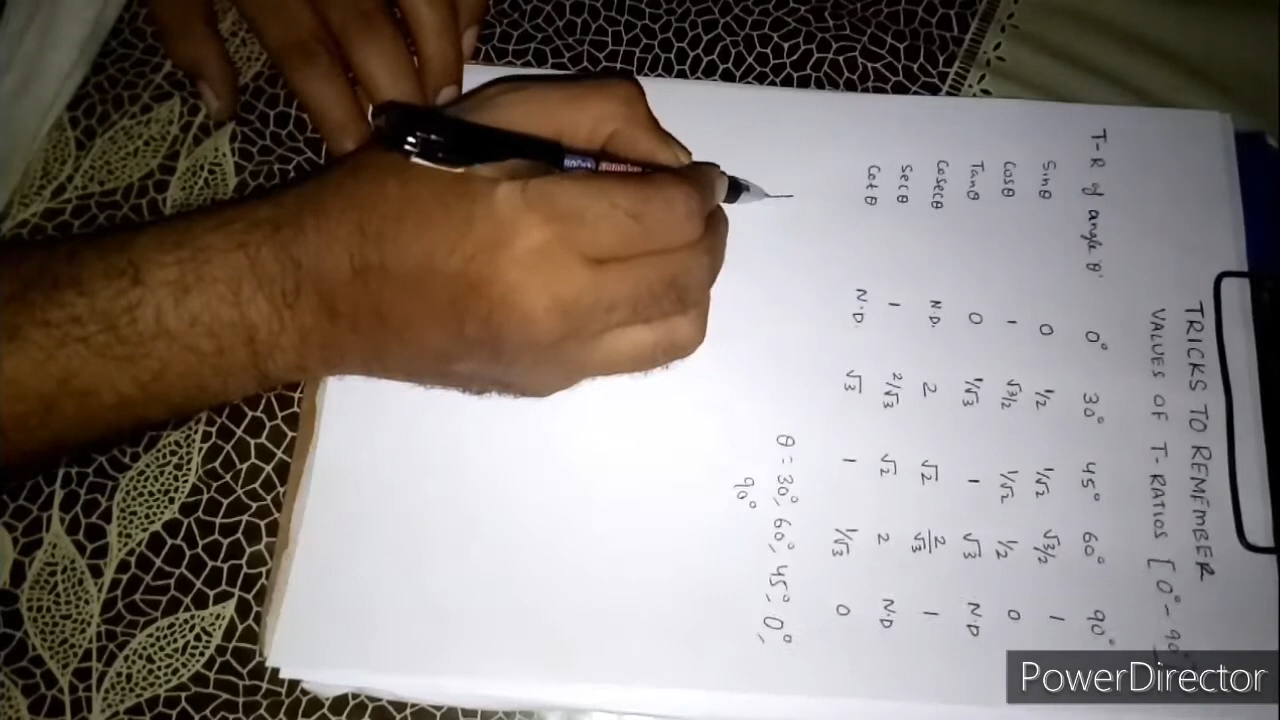 TRICKS TO REMEMBER
VALUES OF T-RATIOS [0°- 90°]
T-R of angle 'θ' 0° 30° 45° 60° 90°
Sinθ 0 1/2 1/√2 √3/2 1
Cosθ 1 √3/2 1/√2 1/2 0
Tanθ 0 1/√3 1 √3 N.D
Cosecθ N.D. 2 √2 2/√3 1
Secθ 1 2/√3 √2 2 N.D
Cotθ N.D. √3 1 1/√3 0
θ = 30°, 60°, 45°, 0°,
90°
PowerDirector